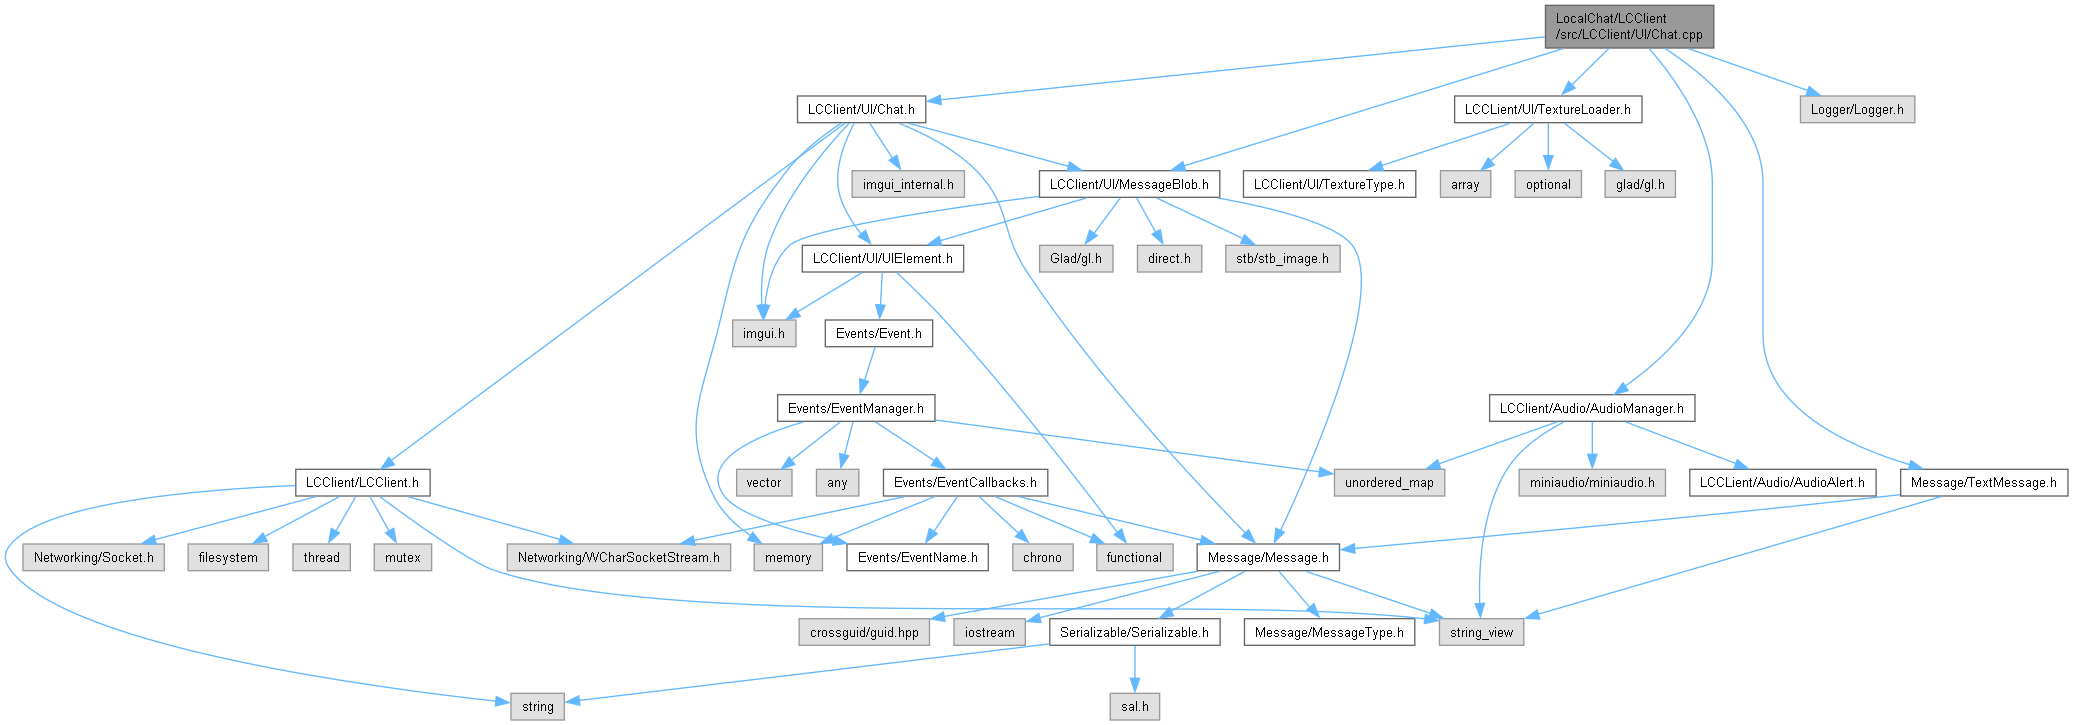 LocalChat/LCClient
/src/LCClient/UI/Chat.cpp
LCClient/UI/Chat.h
LCClient/UI/TextureLoader.h
Logger/Logger.h
imgui_internal.h
LCClient/UI/MessageBlob.h
LCClient/UI/TextureType.h
array
optional
glad/gl.h
LCClient/UI/UIElement.h
Glad/gl.h
direct.h
stb/stb_image.h
imgui.h
Events/Event.h
Events/EventManager.h
LCClient/Audio/AudioManager.h
LCClient/LCClient.h
vector
any
Events/EventCallbacks.h
unordered_map
miniaudio/miniaudio.h
LCCLient/Audio/AudioAlert.h
Message/TextMessage.h
Networking/Socket.h
filesystem
thread
mutex
Networking/WCharSocketStream.h
memory
Events/EventName.h
chrono
functional
Message/Message.h
crossguid/guid.hpp
iostream
Serializable/Serializable.h
Message/MessageType.h
string_view
string
sal.h